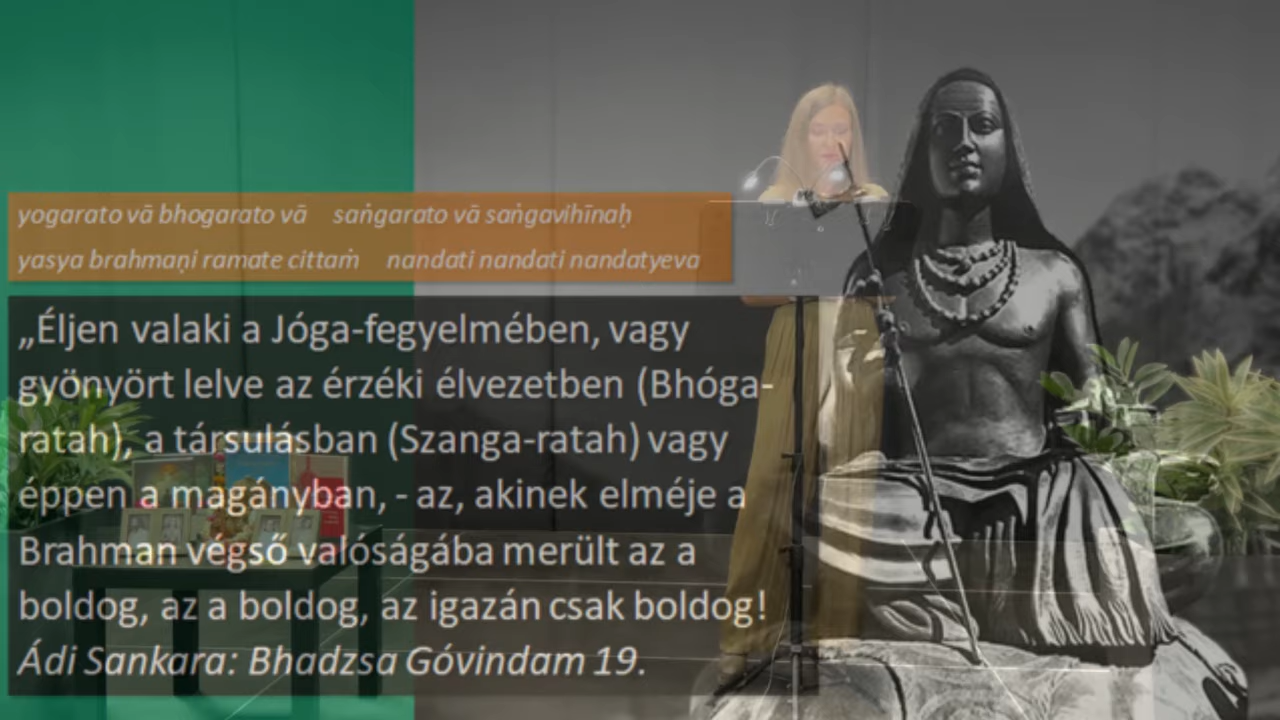 yogarato vā bhogarato vā saṅgarato vā saṅgavihīnaḥ
yasya brahmaṇi ramate cittaṁ nandati nandati nandatyeva
„Éljen valaki a Jóga-fegyelmében, vagy
gyönyört lelve az érzéki élvezetben (Bhóga-
ratah), a társulásban (Szanga-ratah) vagy
éppen a magányban, - az, akinek elméje a
Brahman végső valóságába merült az a
boldog, az a boldog, az igazán csak boldog!
Ádi Sankara: Bhadzsa Góvindam 19.